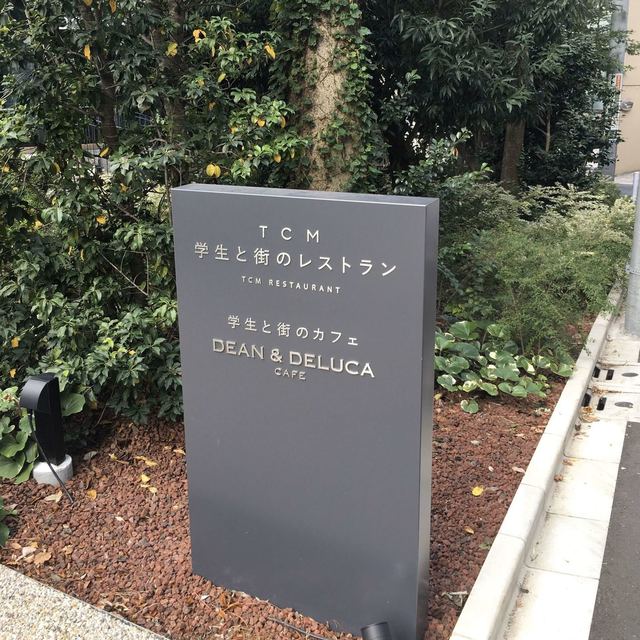 TCM
学生と街のレストラン
TCM RESTAURANT
学生と街のカフェ
DEAN & DELUCA
CAFE